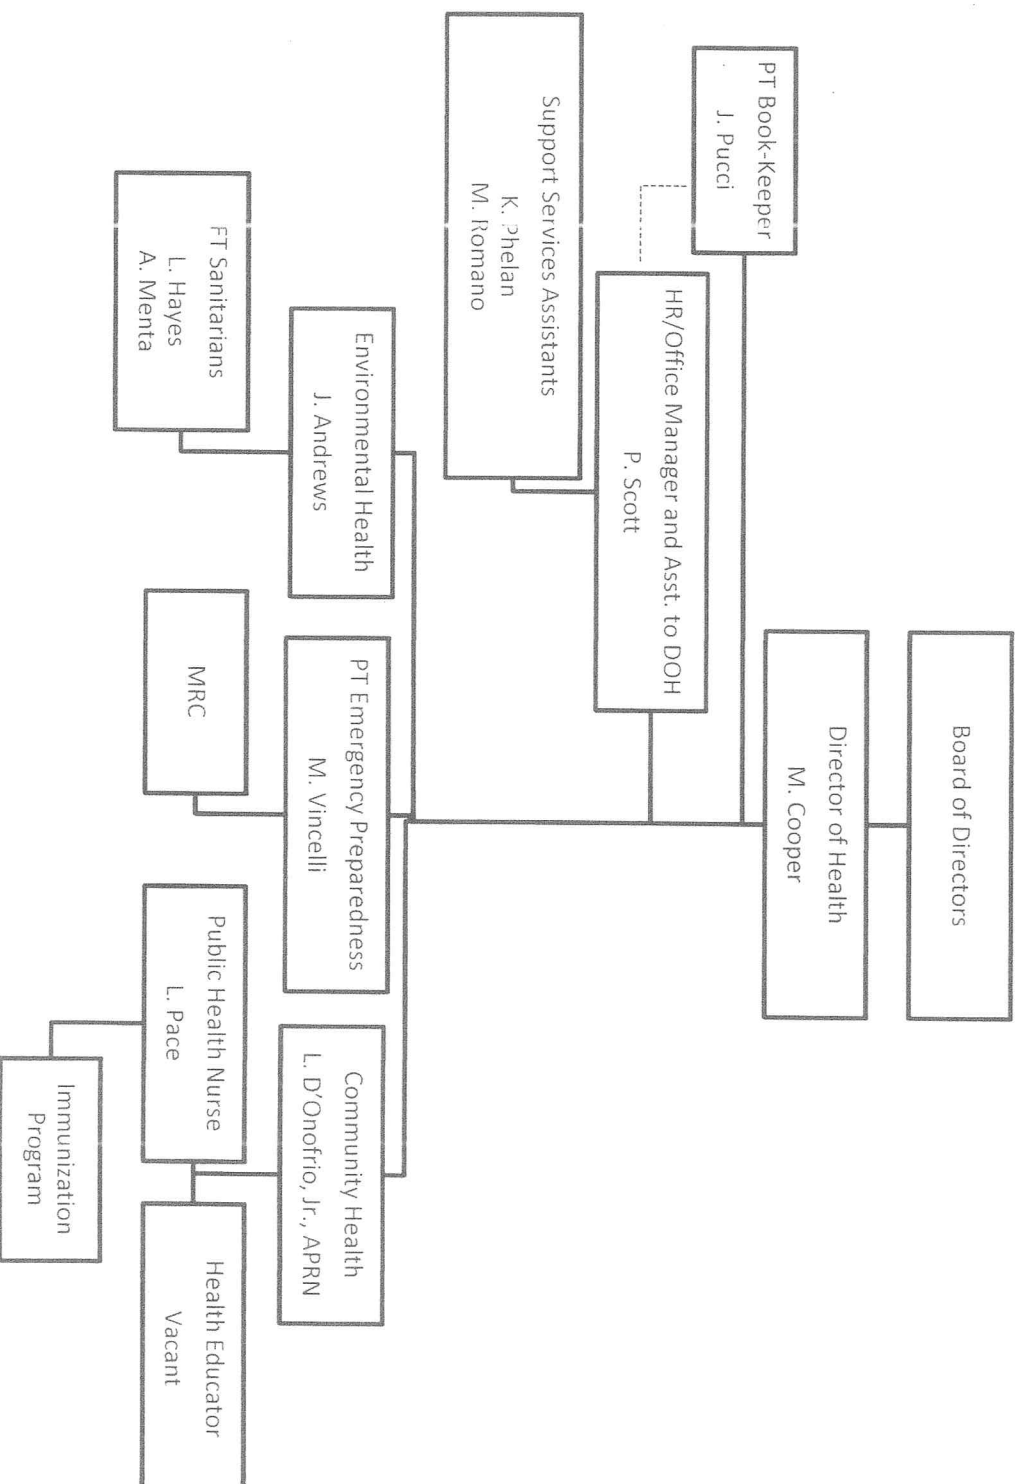 Board of Directors
Director of Health
M. Cooper
PT Book-Keeper
J. Pucci
HR/Office Manager and Asst. to DOH
P. Scott
Support Services Assistants
K. Phelan
M. Romano
Environmental Health
J. Andrews
PT Emergency Preparedness
M. Vincelli
Community Health
L. D'Onofrio, Jr., APRN
FT Sanitarians
L. Hayes
A. Menta
MRC
Public Health Nurse
L. Pace
Health Educator
Vacant
Immunization
Program